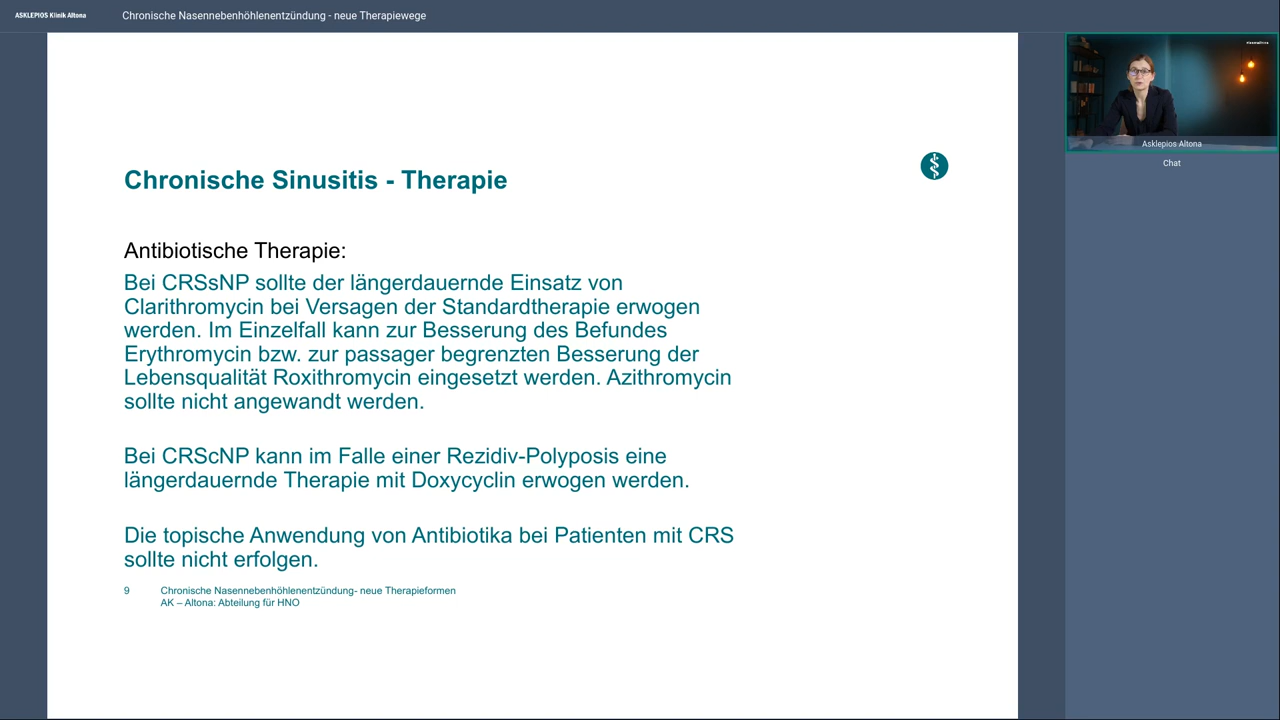 ASKLEPIOS Klinik Altona
Chronische Nasennebenhöhlenentzündung - neue Therapiewege
Asklepios Altona
Chat
Chronische Sinusitis - Therapie
Antibiotische Therapie:
Bei CRSsNP sollte der längerdauernde Einsatz von
Clarithromycin bei Versagen der Standardtherapie erwogen
werden. Im Einzelfall kann zur Besserung des Befundes
Erythromycin bzw. zur passager begrenzten Besserung der
Lebensqualität Roxithromycin eingesetzt werden. Azithromycin
sollte nicht angewandt werden.
Bei CRScNP kann im Falle einer Rezidiv-Polyposis eine
längerdauernde Therapie mit Doxycyclin erwogen werden.
Die topische Anwendung von Antibiotika bei Patienten mit CRS
sollte nicht erfolgen.
9 Chronische Nasennebenhöhlenentzündung- neue Therapieformen
AK – Altona: Abteilung für HNO